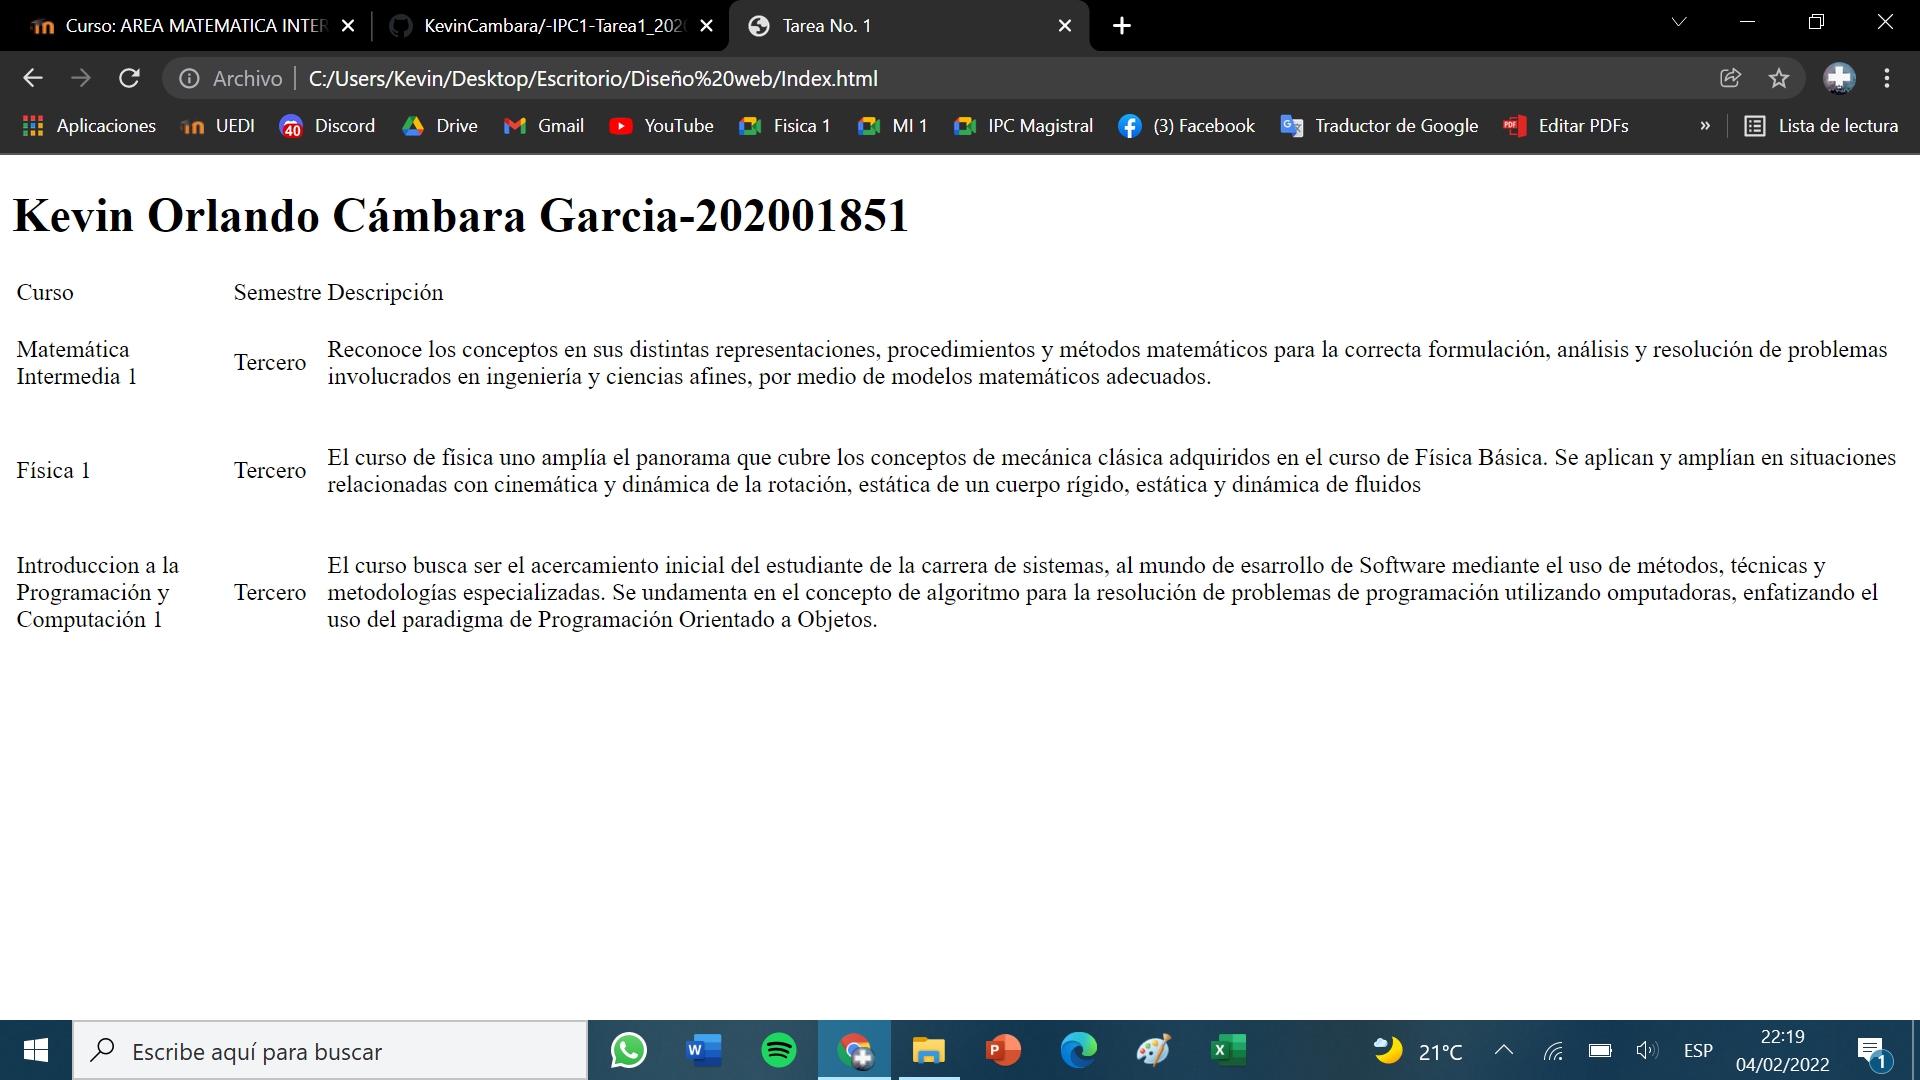 Curso: AREA MATEMATICA INTER
KevinCambara/-IPC1-Tarea1_202
Tarea No. 1
Archivo
C:/Users/Kevin/Desktop/Escritorio/Diseño%20web/Index.html
Aplicaciones
UEDI
40
Discord
Drive
Gmail
YouTube
Fisica 1
MI 1
IPC Magistral
(3) Facebook
Traductor de Google
PDF
Editar PDFs
»
Lista de lectura
Kevin Orlando Cámbara Garcia-202001851
Curso Semestre Descripción
Matemática
Intermedia 1
Tercero
Reconoce los conceptos en sus distintas representaciones, procedimientos y métodos matemáticos para la correcta formulación, análisis y resolución de problemas
involucrados en ingeniería y ciencias afines, por medio de modelos matemáticos adecuados.
Física 1
Tercero
El curso de física uno amplía el panorama que cubre los conceptos de mecánica clásica adquiridos en el curso de Física Básica. Se aplican y amplían en situaciones
relacionadas con cinemática y dinámica de la rotación, estática de un cuerpo rígido, estática y dinámica de fluidos
Introduccion a la
Programación y
Computación 1
Tercero
El curso busca ser el acercamiento inicial del estudiante de la carrera de sistemas, al mundo de esarrollo de Software mediante el uso de métodos, técnicas y
metodologías especializadas. Se undamenta en el concepto de algoritmo para la resolución de problemas de programación utilizando omputadoras, enfatizando el
uso del paradigma de Programación Orientado a Objetos.
Escribe aquí para buscar
21°C
ESP
22:19
04/02/2022
1